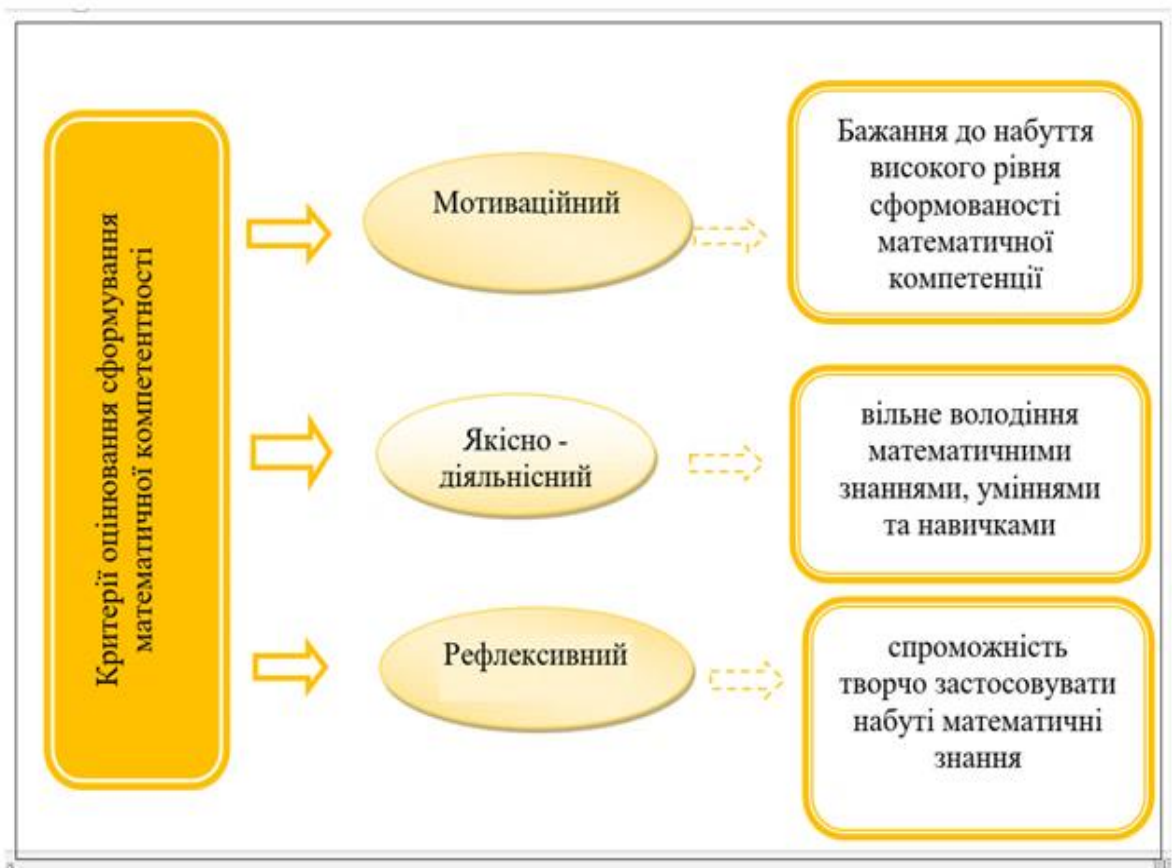 Критерії оцінювання сформування
математичної компетентності
Мотиваційний
Бажання до набуття
високого рівня
сформованості
математичної
компетенції
Якісно -
діяльнісний
вільне володіння
математичними
знаннями, уміннями
та навичками
Рефлексивний
спроможність
творчо застосовувати
набуті математичні
знання